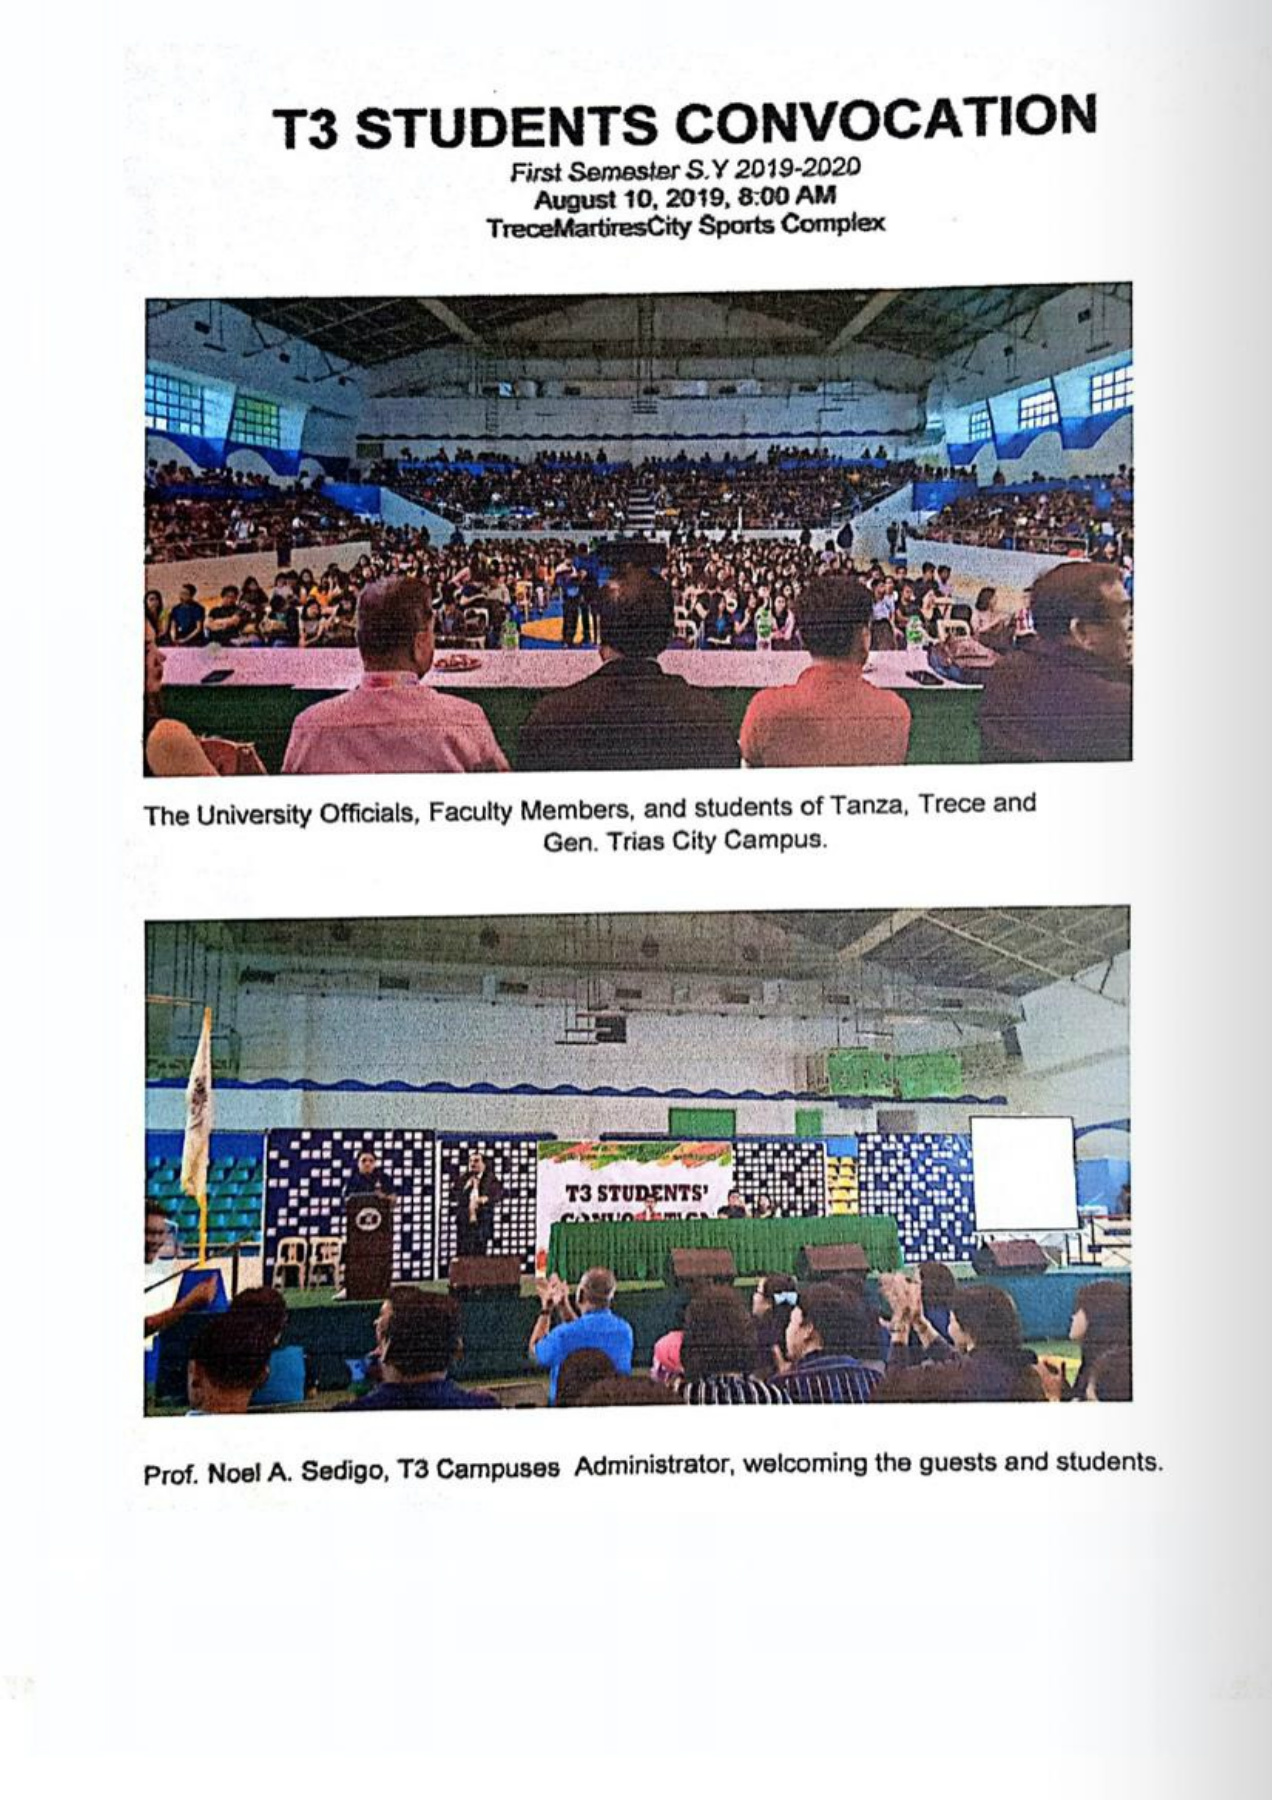 T3 STUDENTS CONVOCATION
First Semester S.Y 2019-2020
August 10, 2019, 8:00 AM
TreceMartiresCity Sports Complex
The University Officials, Faculty Members, and students of Tanza, Trece and
Gen. Trias City Campus.
T3 STUDENTS'
Prof. Noel A. Sedigo, T3 Campuses Administrator, welcoming the guests and students.